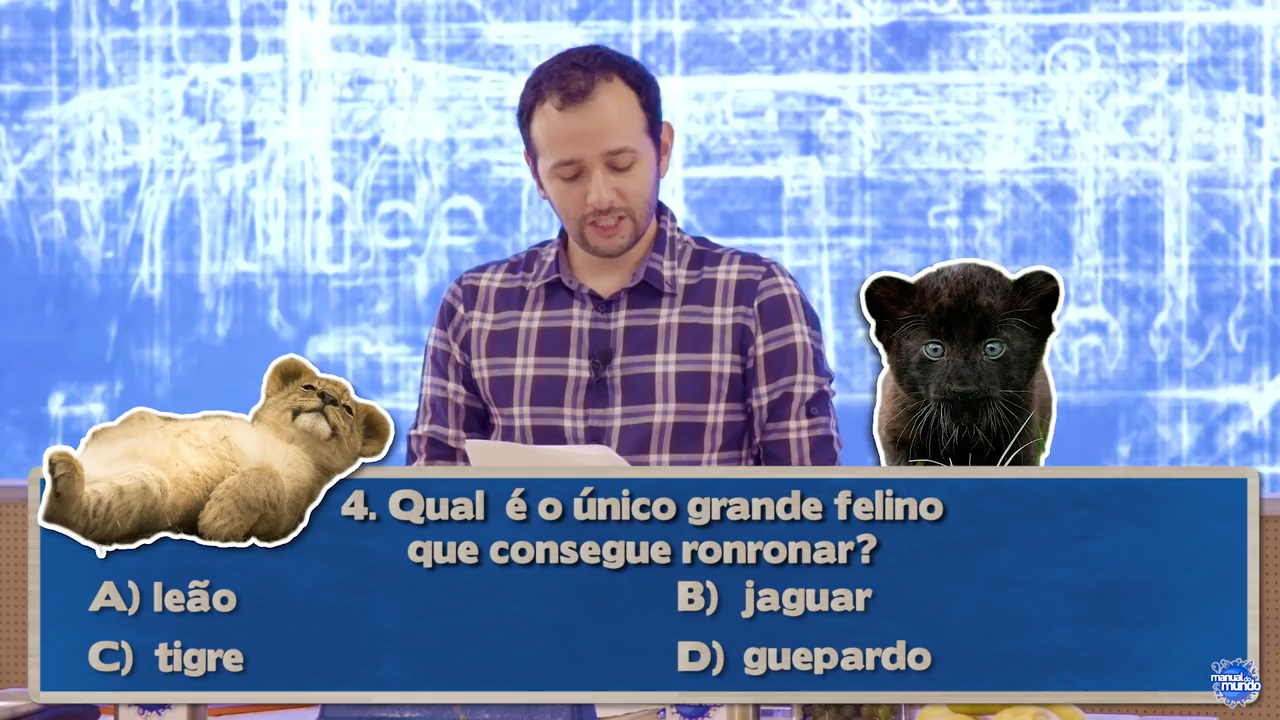 4. Qual é o único grande felino
que consegue ronronar?
A) leão
B) jaguar
C) tigre
D) guepardo
manual do
mundo